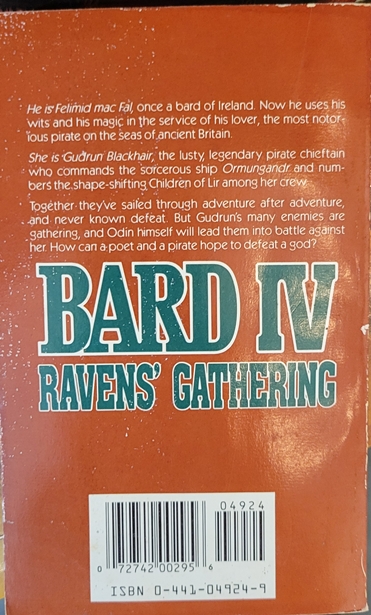 He is Felimid mac Fal, once a bard of Ireland. Now he uses his
wits and his magic in the service of his lover, the most notor-
ious pirate on the seas of ancient Britain.
She is Gudrun Blackhair, the lusty, legendary pirate chieftain
who commands the sorcerous ship Ormungandr and num-
bers the shape-shifting Children of Lir among her crew.
Together they've sailed through adventure after adventure,
and never known defeat. But Gudrun's many enemies are
gathering, and Odin himself will lead them into battle against
her. How can a poet and a pirate hope to defeat a god?
BARD IV
RAVENS' GATHERING
04924
0 72742 00295 6
ISBN 0-441-04924-9